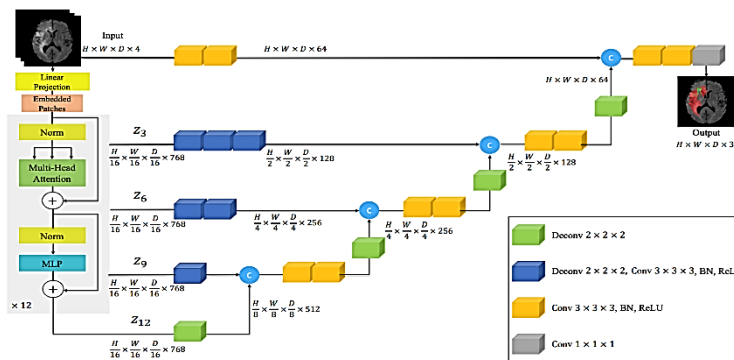 Input
H × W × D × 4
H × W × D × 64
C
H × W × D × 64
Linear
Projection
Embedded
Patches
Output
H × W × D × 3
Norm
Multi-Head
Attention
+
Norm
MLP
+
× 12
Z3
H/16 × W/16 × D/16 × 768
H/2 × W/2 × D/2 × 128
C
H/2 × W/2 × D/2 × 128
Z6
H/16 × W/16 × D/16 × 768
H/4 × W/4 × D/4 × 256
C
H/4 × W/4 × D/4 × 256
Z9
H/16 × W/16 × D/16 × 768
C
H/8 × W/8 × D/8 × 512
Z12
H/16 × W/16 × D/16 × 768
Deconv 2 × 2 × 2
Deconv 2 × 2 × 2, Conv 3 × 3 × 3, BN, ReL
Conv 3 × 3 × 3, BN, ReLU
Conv 1 × 1 × 1